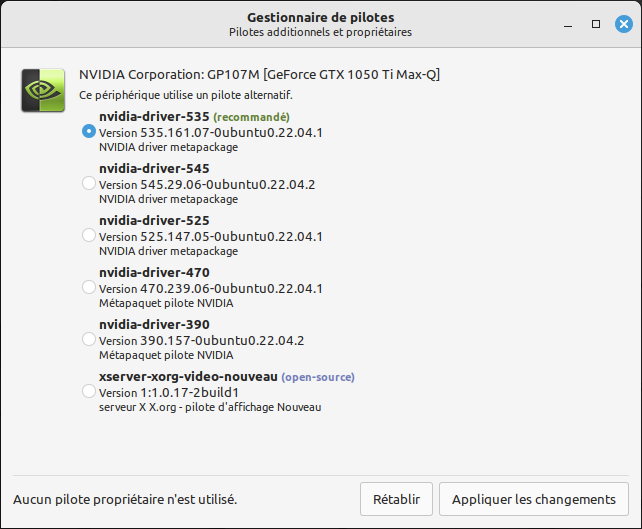 Gestionnaire de pilotes
Pilotes additionnels et propriétaires
NVIDIA Corporation: GP107M [GeForce GTX 1050 Ti Max-Q]
Ce périphérique utilise un pilote alternatif.
nvidia-driver-535 (recommandé)
Version 535.161.07-0ubuntu0.22.04.1
NVIDIA driver metapackage
nvidia-driver-545
Version 545.29.06-0ubuntu0.22.04.2
NVIDIA driver metapackage
nvidia-driver-525
Version 525.147.05-0ubuntu0.22.04.1
NVIDIA driver metapackage
nvidia-driver-470
Version 470.239.06-0ubuntu0.22.04.1
Métapaquet pilote NVIDIA
nvidia-driver-390
Version 390.157-0ubuntu0.22.04.2
Métapaquet pilote NVIDIA
xserver-xorg-video-nouveau (open-source)
Version 1:1.0.17-2build1
serveur X X.org - pilote d'affichage Nouveau
Aucun pilote propriétaire n'est utilisé.
Rétablir
Appliquer les changements